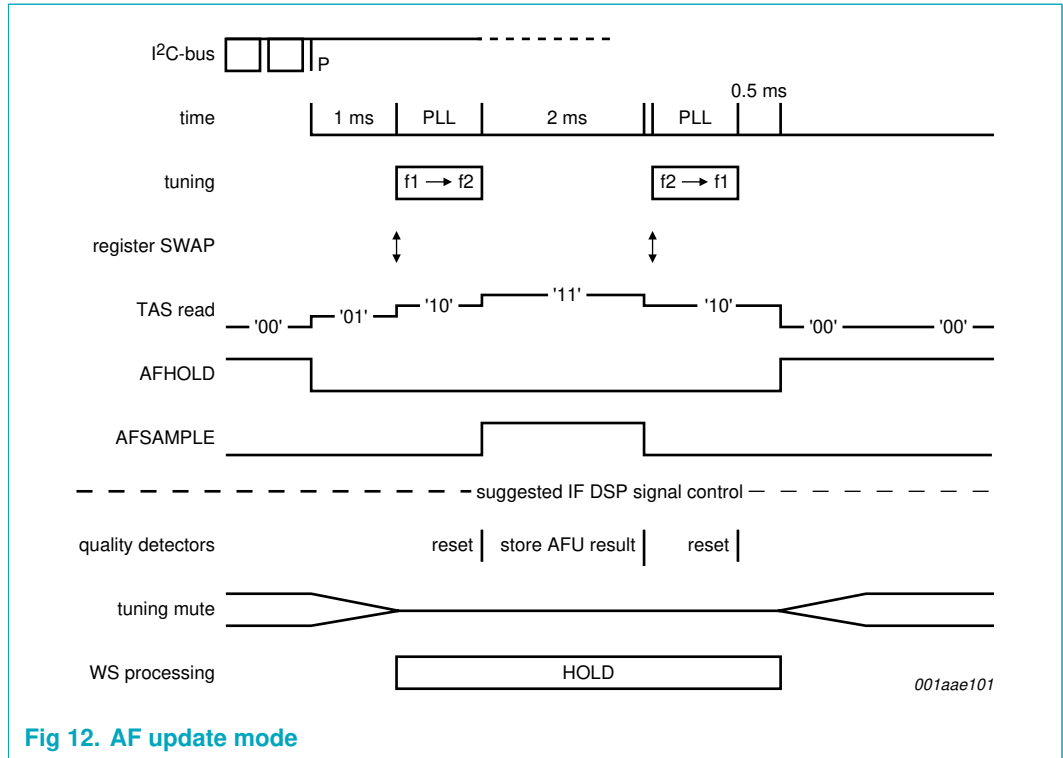 I²C-bus
P
0.5 ms
time 1 ms PLL 2 ms PLL
tuning f1 → f2 f2 → f1
register SWAP
TAS read '00' '01' '10' '11' '10' '00' '00'
AFHOLD
AFSAMPLE
suggested IF DSP signal control
quality detectors reset store AFU result reset
tuning mute
WS processing HOLD
001aae101
Fig 12. AF update mode